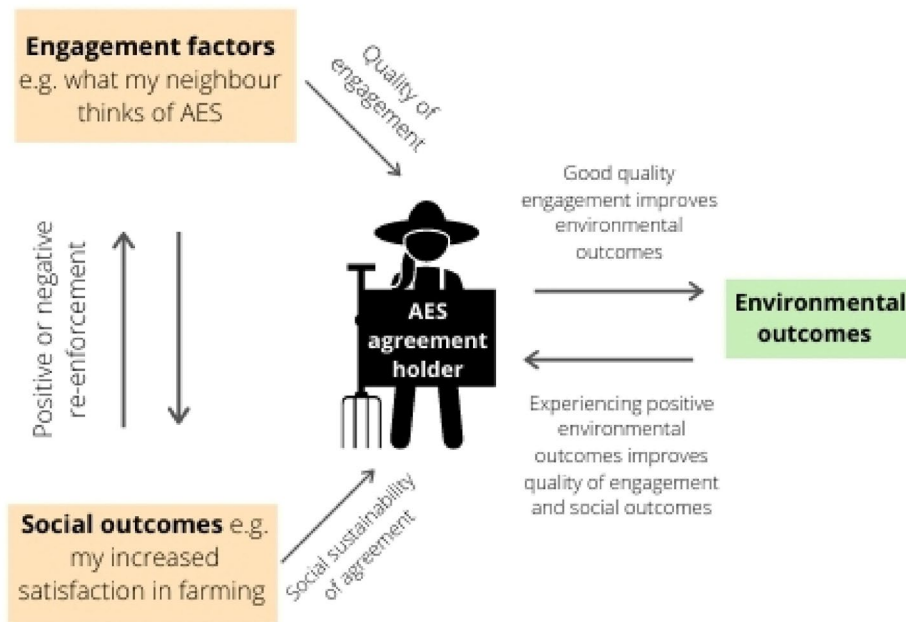 Engagement factors
e.g. what my neighbour
thinks of AES
Quality of
engagement
Good quality
engagement improves
environmental
outcomes
Positive or negative
re-enforcement
AES
agreement
holder
Environmental
outcomes
Experiencing positive
environmental
outcomes improves
quality of engagement
and social outcomes
Social outcomes e.g.
my increased
satisfaction in farming
Social sustainability
of agreement